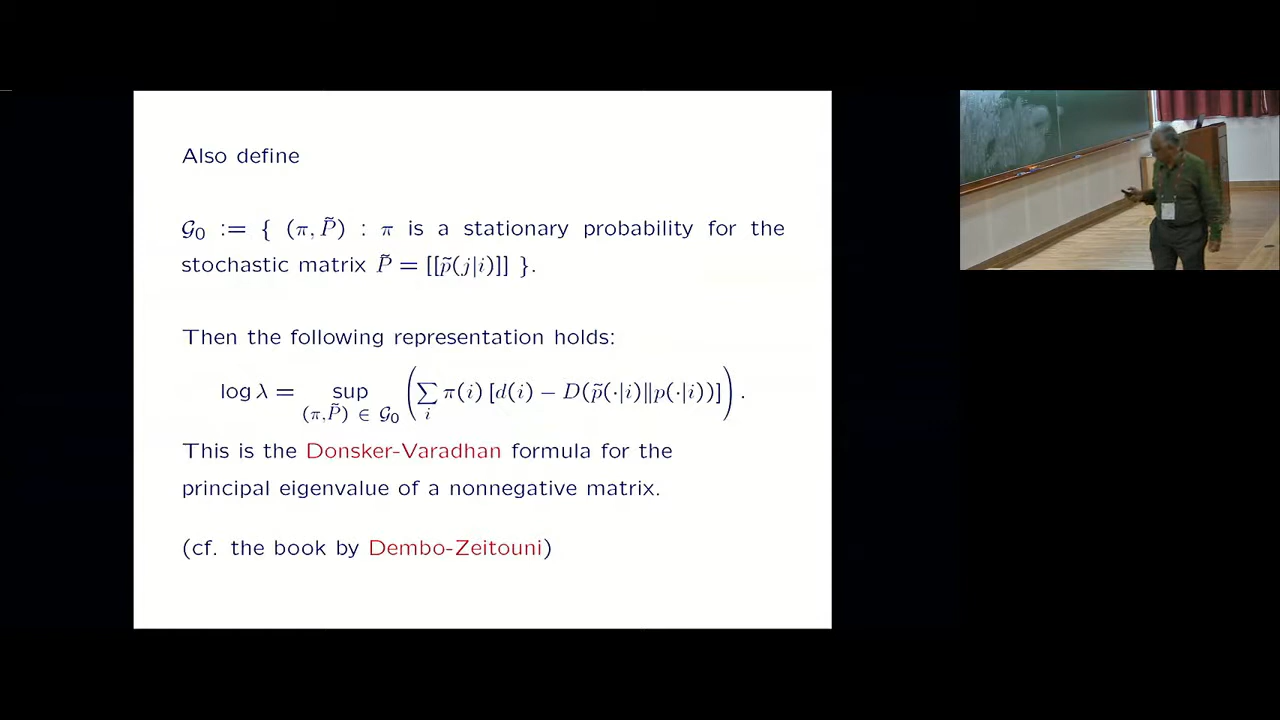 Also define
𝒢₀ := { (π, P̃) : π is a stationary probability for the
stochastic matrix P̃ = [[p̃(j|i)]] }.
Then the following representation holds:
log λ = sup_{(π,P̃) ∈ 𝒢₀} ( ∑_i π(i) [d(i) − D(p̃(·|i)‖p(·|i))] ) .
This is the Donsker-Varadhan formula for the
principal eigenvalue of a nonnegative matrix.
(cf. the book by Dembo-Zeitouni)